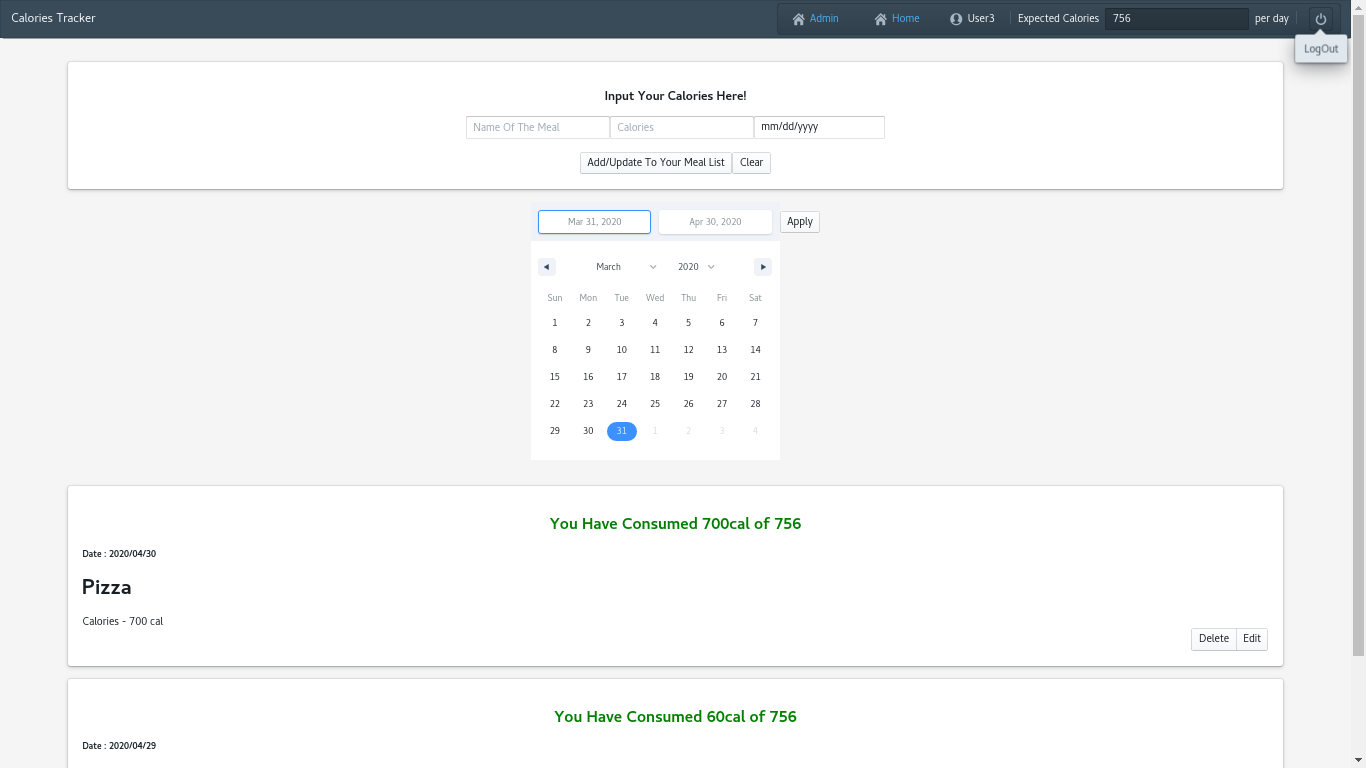 Calories Tracker Admin Home User3 Expected Calories 756 per day
LogOut
Input Your Calories Here!
Name Of The Meal Calories mm/dd/yyyy
Add/Update To Your Meal List Clear
Mar 31, 2020 Apr 30, 2020 Apply
March 2020
Sun Mon Tue Wed Thu Fri Sat
1 2 3 4 5 6 7
8 9 10 11 12 13 14
15 16 17 18 19 20 21
22 23 24 25 26 27 28
29 30 31 1 2 3 4
You Have Consumed 700cal of 756
Date : 2020/04/30
Pizza
Calories - 700 cal
Delete Edit
You Have Consumed 60cal of 756
Date : 2020/04/29